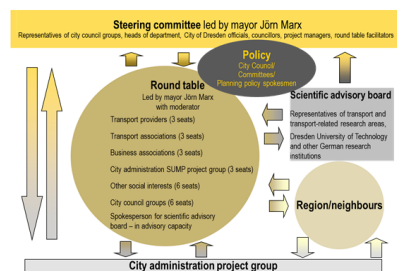 Steering committee led by mayor Jörn Marx
Representatives of city council groups, heads of department, City of Dresden officials, councillors, project managers, round table facilitators
Policy
City Council/
Committees/
Planning policy spokesmen
Round table
Led by mayor Jörn Marx
with moderator
Transport providers (3 seats)
Transport associations (3 seats)
Business associations (3 seats)
City administration SUMP project group (3 seats)
Other social interests (6 seats)
City council groups (6 seats)
Spokesperson for scientific advisory
board – in advisory capacity
Scientific advisory board
Representatives of transport and
transport-related research areas,
Dresden University of Technology
and other German research
institutions
Region/neighbours
City administration project group